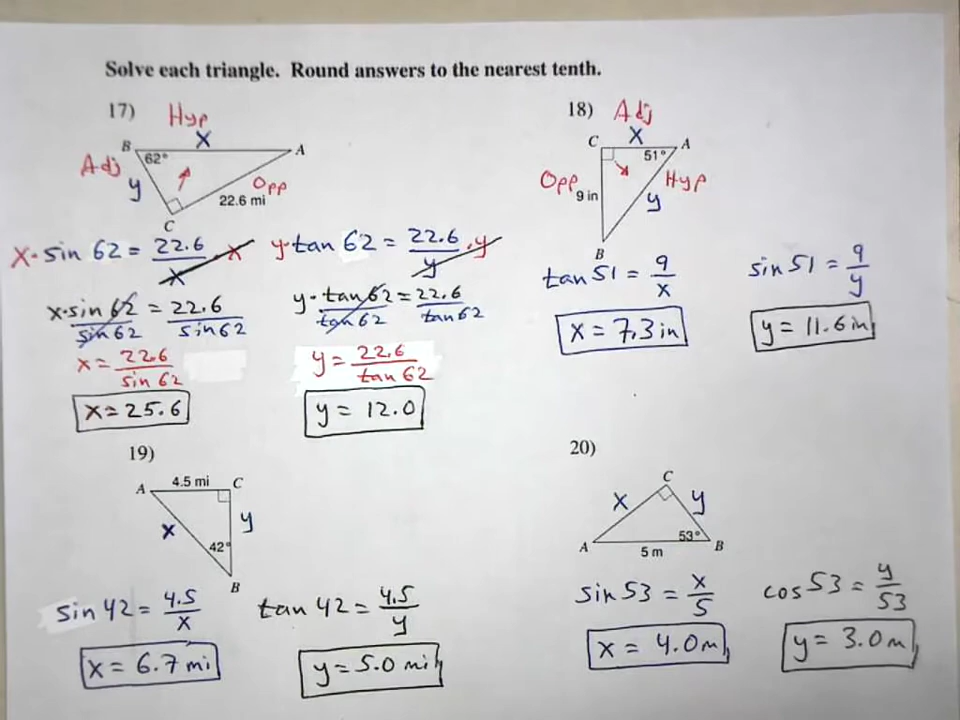 Solve each triangle. Round answers to the nearest tenth.
17)
Hyp
x
B
A
62°
Adj
y
Opp
22.6 mi
C
x·sin 62 = 22.6/x ·x
y·tan 62 = 22.6/y ·y
x·sin 62/sin 62 = 22.6/sin 62
y·tan 62/tan 62 = 22.6/tan 62
x = 22.6/sin 62
y = 22.6/tan 62
x = 25.6
y = 12.0
18)
Adj
x
C
A
51°
Opp
9 in
Hyp
y
B
tan 51 = 9/x
sin 51 = 9/y
x = 7.3 in
y = 11.6 in
19)
4.5 mi
A
C
x
y
42°
B
sin 42 = 4.5/x
tan 42 = 4.5/y
x = 6.7 mi
y = 5.0 mi
20)
C
x
y
53°
A
B
5 m
sin 53 = x/5
cos 53 = y/53
x = 4.0 m
y = 3.0 m